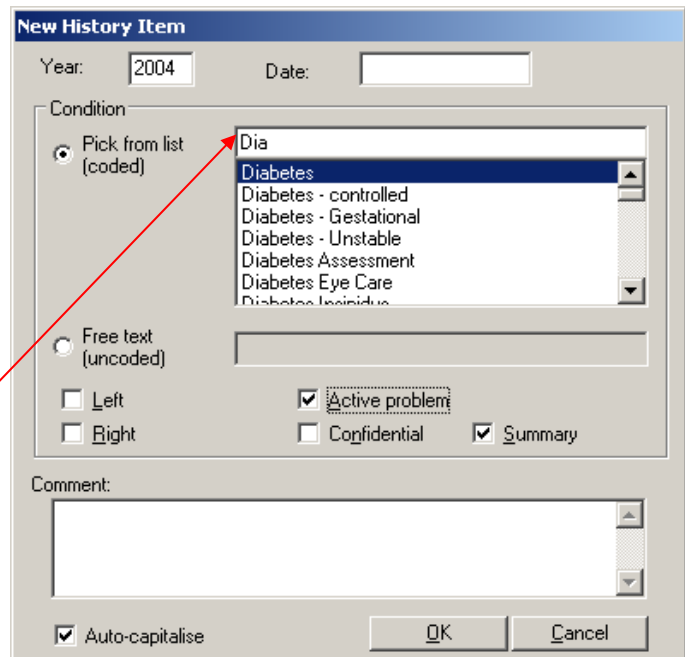 New History Item
Year: 2004 Date:
Condition
Pick from list
(coded)
Dia
Diabetes
Diabetes - controlled
Diabetes - Gestational
Diabetes - Unstable
Diabetes Assessment
Diabetes Eye Care
Diabetes Insipidus
Free text
(uncoded)
Left Active problem
Right Confidential Summary
Comment:
Auto-capitalise OK Cancel